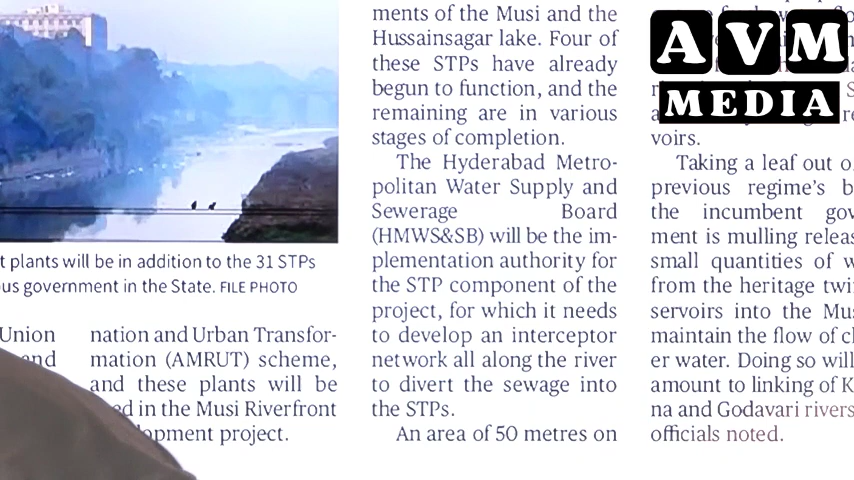 t plants will be in addition to the 31 STPs
us government in the State. FILE PHOTO
Union
and
nation and Urban Transfor-
mation (AMRUT) scheme,
and these plants will be
ed in the Musi Riverfront
opment project.
ments of the Musi and the
Hussainsagar lake. Four of
these STPs have already
begun to function, and the
remaining are in various
stages of completion.
The Hyderabad Metro-
politan Water Supply and
Sewerage Board
(HMWS&SB) will be the im-
plementation authority for
the STP component of the
project, for which it needs
to develop an interceptor
network all along the river
to divert the sewage into
the STPs.
An area of 50 metres on
AVM
MEDIA
voirs.
Taking a leaf out o
previous regime's b
the incumbent gov
ment is mulling releas
small quantities of w
from the heritage twi
servoirs into the Mus
maintain the flow of cl
er water. Doing so will
amount to linking of K
na and Godavari rivers
officials noted.